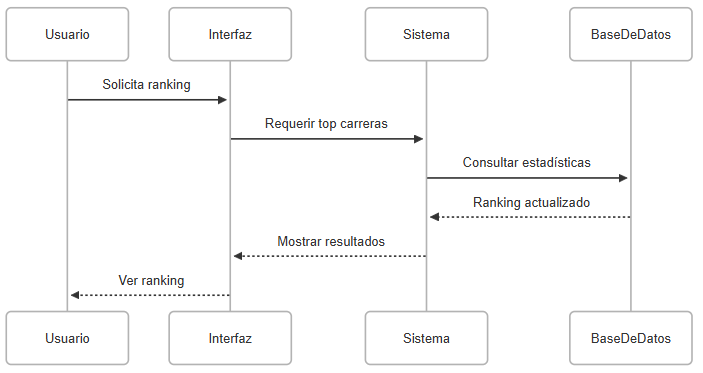 Usuario
Interfaz
Sistema
BaseDeDatos
Solicita ranking
Requerir top carreras
Consultar estadísticas
Ranking actualizado
Mostrar resultados
Ver ranking
Usuario
Interfaz
Sistema
BaseDeDatos